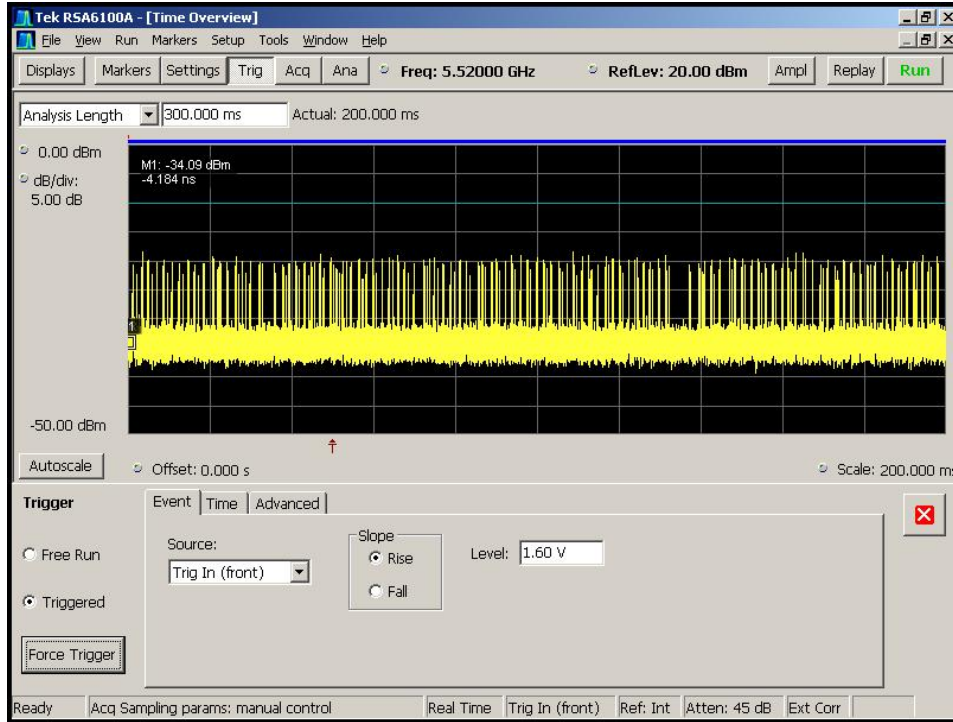 Tek RSA6100A - [Time Overview]
File View Run Markers Setup Tools Window Help
Displays Markers Settings Trig Acq Ana Freq: 5.52000 GHz RefLev: 20.00 dBm Ampl Replay Run
Analysis Length 300.000 ms Actual: 200.000 ms
0.00 dBm
M1: -34.09 dBm
-4.184 ns
dB/div:
5.00 dB
-50.00 dBm
T
Autoscale Offset: 0.000 s Scale: 200.000 ms
Trigger Event Time Advanced
Free Run
Triggered
Force Trigger
Source:
Trig In (front)
Slope
Rise
Fall
Level: 1.60 V
Ready Acq Sampling params: manual control Real Time Trig In (front) Ref: Int Atten: 45 dB Ext Corr